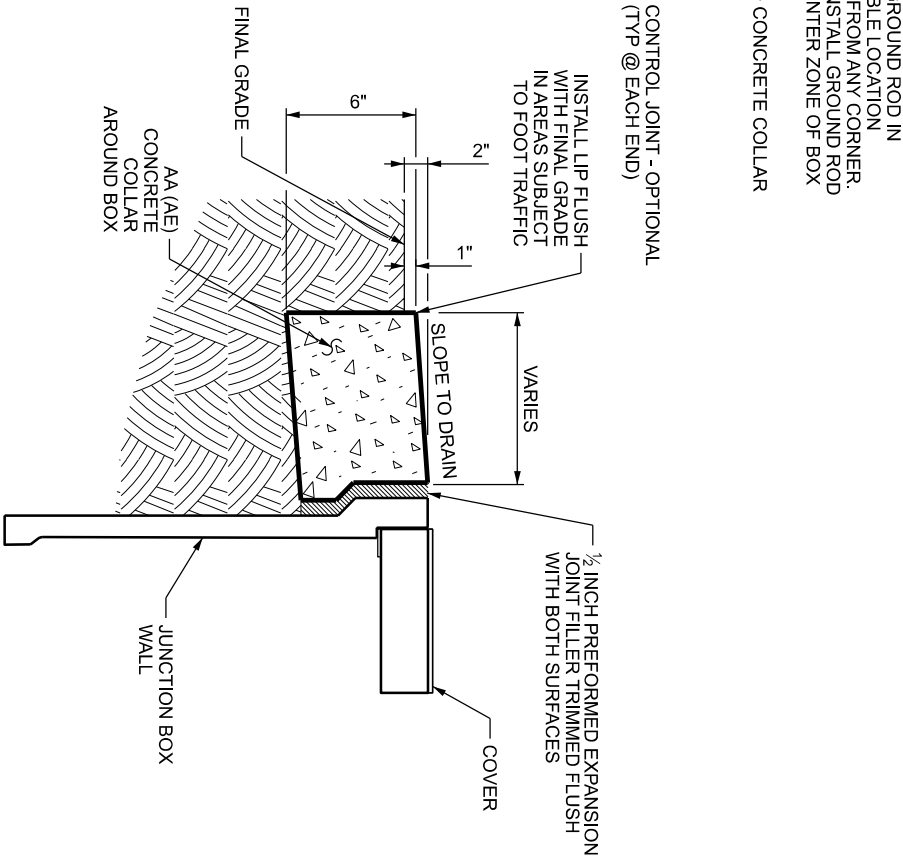 GROUND ROD IN
BLE LOCATION
FROM ANY CORNER.
NSTALL GROUND ROD
NTER ZONE OF BOX
CONCRETE COLLAR
CONTROL JOINT - OPTIONAL
(TYP @ EACH END)
INSTALL LIP FLUSH
WITH FINAL GRADE
IN AREAS SUBJECT
TO FOOT TRAFFIC
FINAL GRADE
6"
2"
1"
VARIES
SLOPE TO DRAIN
AA (AE)
CONCRETE
COLLAR
AROUND BOX
½ INCH PREFORMED EXPANSION
JOINT FILLER TRIMMED FLUSH
WITH BOTH SURFACES
COVER
JUNCTION BOX
WALL